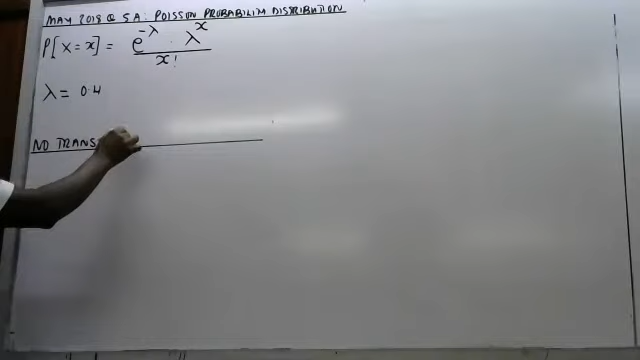 MAY 2018 Q 5A: POISSON PROBABILITY DISTRIBUTION
P[X=x] = e^{-λ} · λ^x / x!
λ = 0.4
NO TRANS